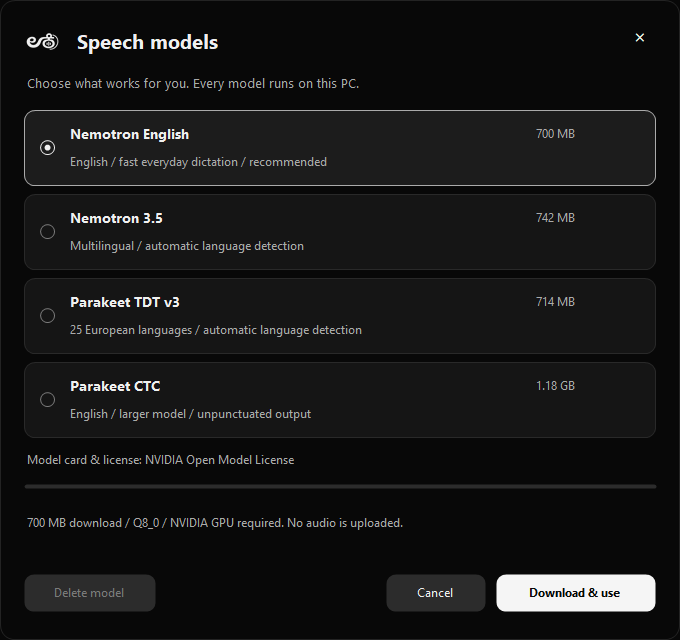 Speech models
Choose what works for you. Every model runs on this PC.
Nemotron English 700 MB
English / fast everyday dictation / recommended
Nemotron 3.5 742 MB
Multilingual / automatic language detection
Parakeet TDT v3 714 MB
25 European languages / automatic language detection
Parakeet CTC 1.18 GB
English / larger model / unpunctuated output
Model card & license: NVIDIA Open Model License
700 MB download / Q8_0 / NVIDIA GPU required. No audio is uploaded.
Delete model Cancel Download & use